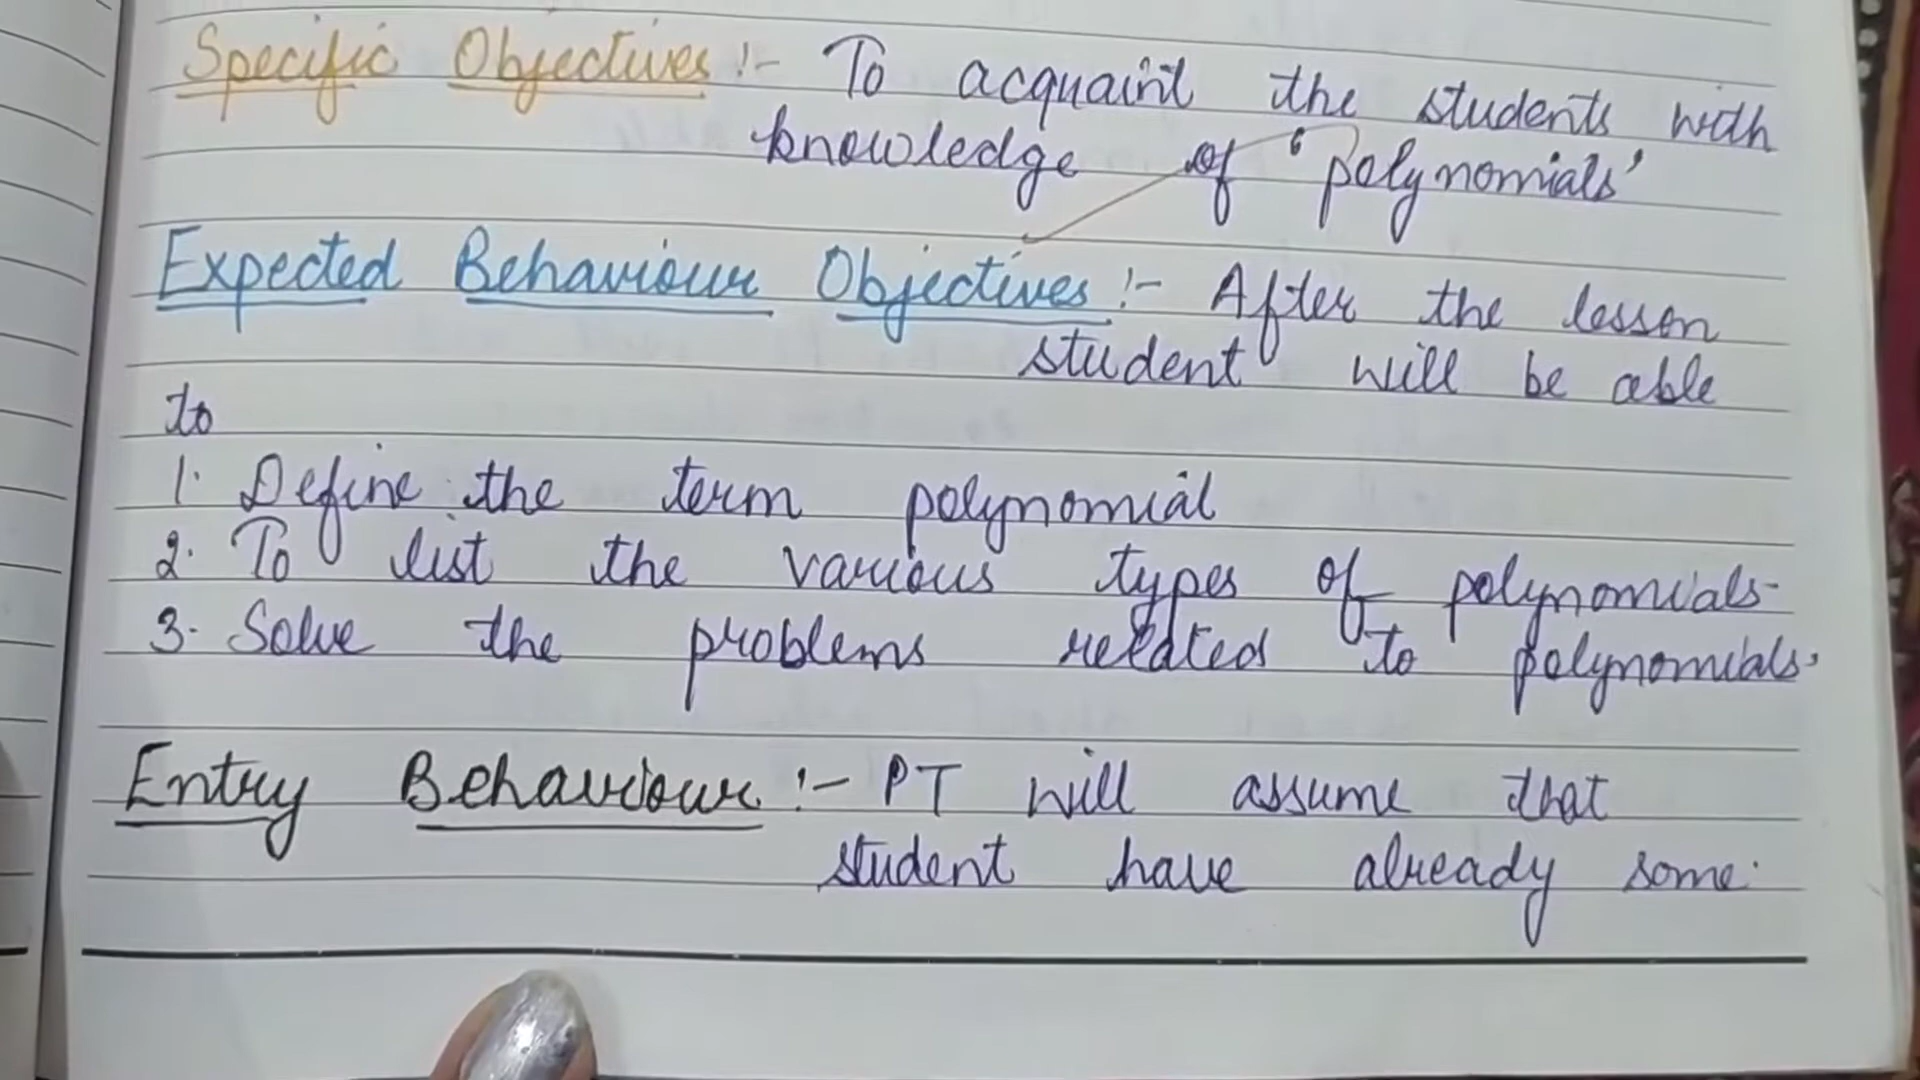 Specific Objectives :- To acquaint the students with
knowledge of 'polynomials'
Expected Behaviour Objectives :- After the lesson
student will be able
to
1. Define the term polynomial
2. To list the various types of polynomials.
3. Solve the problems related to polynomials.
Entry Behaviour :- PT will assume that
student have already some